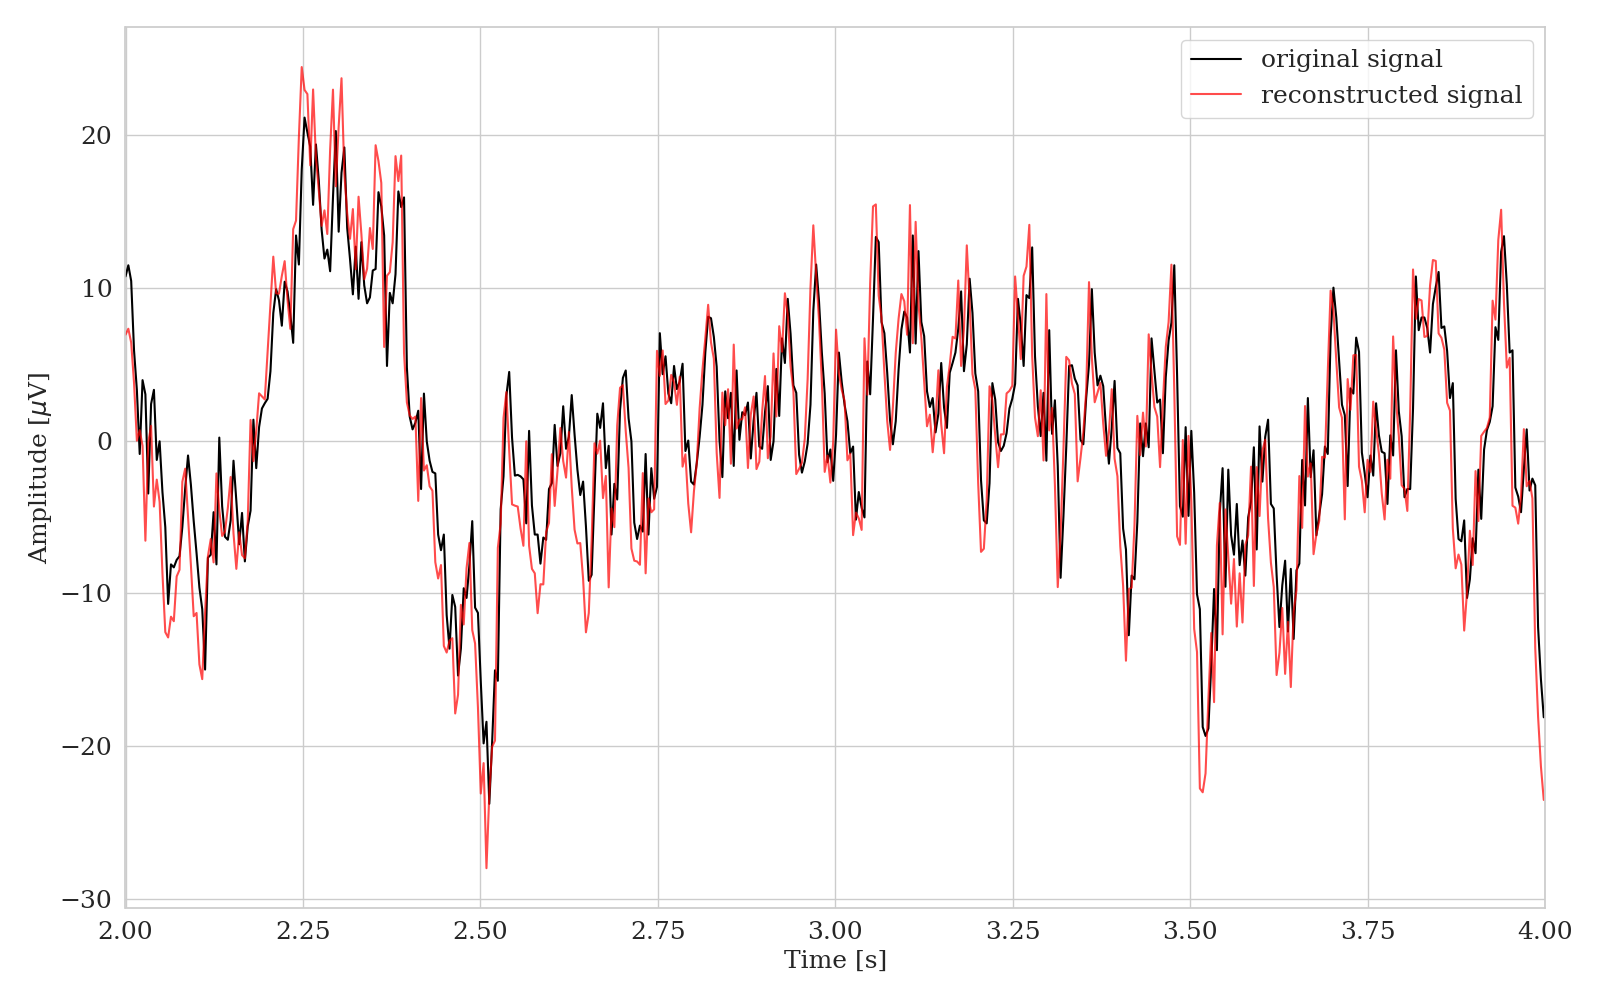 original signal
reconstructed signal
20
10
0
−10
−20
−30
Amplitude [μV]
2.00 2.25 2.50 2.75 3.00 3.25 3.50 3.75 4.00
Time [s]